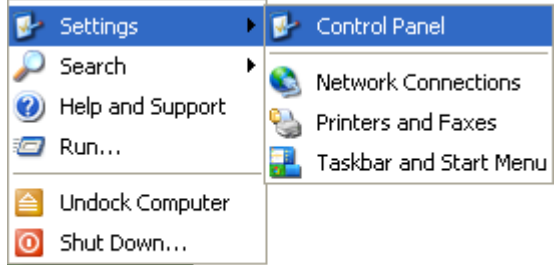 Settings
Search
Help and Support
Run...
Undock Computer
Shut Down...
Control Panel
Network Connections
Printers and Faxes
Taskbar and Start Menu